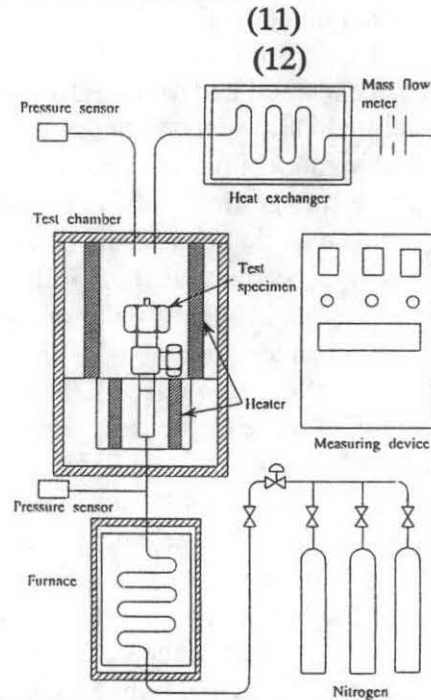 (11)
(12)
Mass flow
meter
Pressure sensor
Heat exchanger
Test chamber
Test
specimen
Heater
Measuring device
Pressure sensor
Furnace
Nitrogen